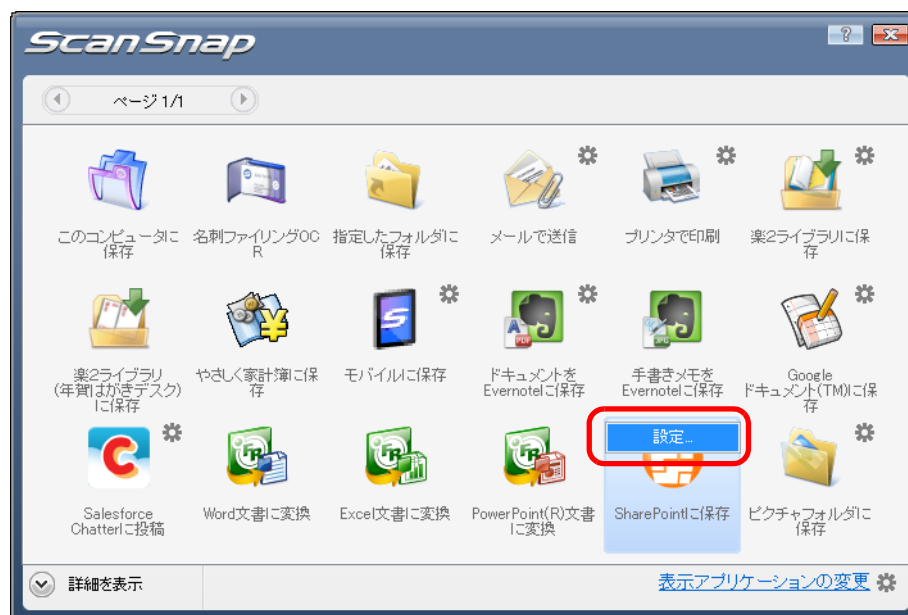 ScanSnap
?
ページ 1/1
このコンピュータに
保存
名刺ファイリングOC
R
指定したフォルダに
保存
メールで送信
プリンタで印刷
楽2ライブラリに保
存
楽2ライブラリ
(年賀はがきデスク)
に保存
やさしく家計簿に保
存
S
モバイルに保存
A
PDF
ドキュメントを
Evernoteに保存
JPG
手書きメモを
Evernoteに保存
Google
ドキュメント(TM)に保
存
C
Salesforce
Chatterに投稿
FR
Word文書に変換
FR
Excel文書に変換
FR
PowerPoint(R)文書
に変換
設定...
SharePointに保存
ピクチャフォルダに
保存
詳細を表示
表示アプリケーションの変更